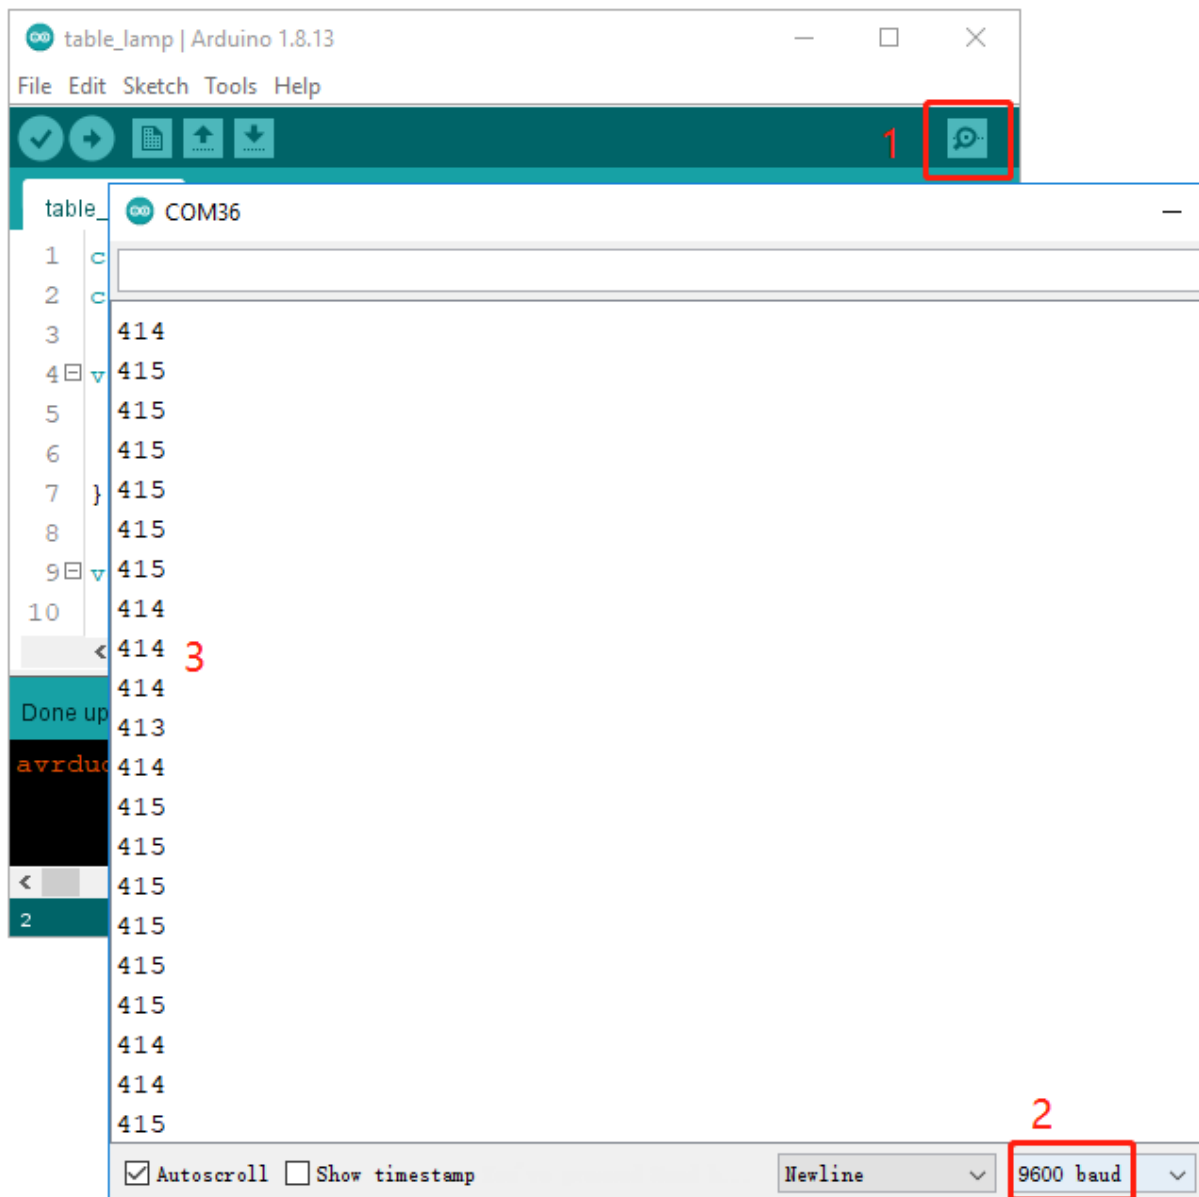 table_lamp | Arduino 1.8.13
File Edit Sketch Tools Help
1
table_
COM36
1 c
2 c
3
4 v
5
6
7 }
8
9 v
10
414
415
415
415
415
415
415
414
414
3
414
413
414
415
415
415
415
415
415
414
414
415
Done up
avrduc
2
2
Autoscroll Show timestamp Newline 9600 baud